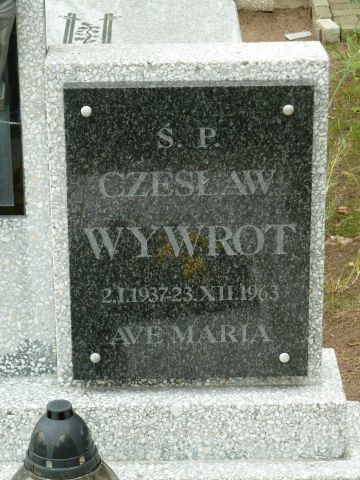 Ś. P.
CZESŁAW
WYWROT
2.I.1937-23.XII.1963
AVE MARIA